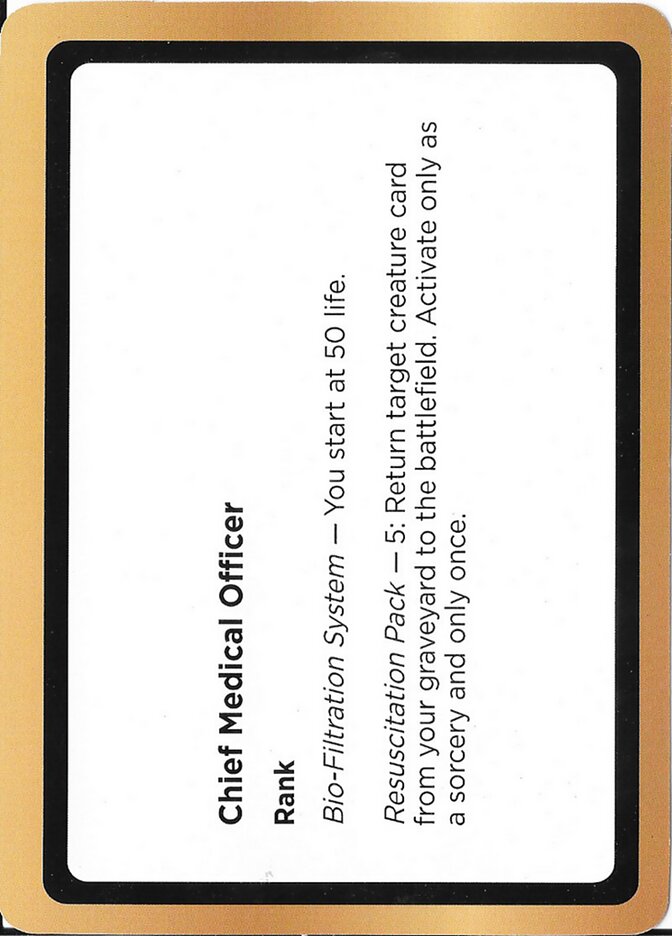 Chief Medical Officer
Rank
Bio-Filtration System — You start at 50 life.
Resuscitation Pack — 5: Return target creature card
from your graveyard to the battlefield. Activate only as
a sorcery and only once.